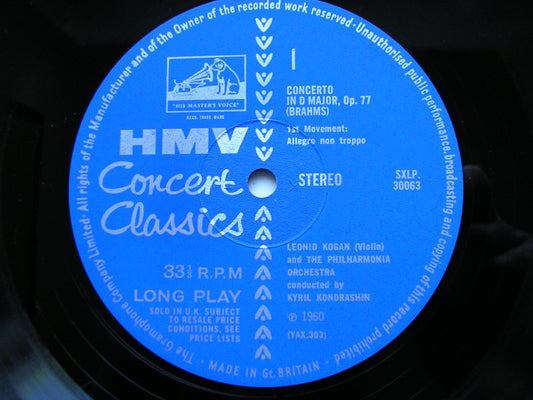 The Gramophone Company Limited · All rights of the Manufacturer and of the Owner of the recorded work reserved · Unauthorised public performance, broadcasting and copying of this record prohibited
"HIS MASTER'S VOICE"
REGD. TRADE MARK
HMV
Concert
Classics
33⅓ R.P.M
LONG PLAY
SOLD IN U.K. SUBJECT
TO RESALE PRICE
CONDITIONS, SEE
PRICE LISTS
1
CONCERTO
IN D MAJOR, Op. 77
(BRAHMS)
1st Movement:
Allegro non troppo
STEREO
SXLP.
30063
LEONID KOGAN (Violin)
and THE PHILHARMONIA
ORCHESTRA
conducted by
KYRIL KONDRASHIN
℗ 1960
(YAX.303)
· MADE IN Gt. BRITAIN ·